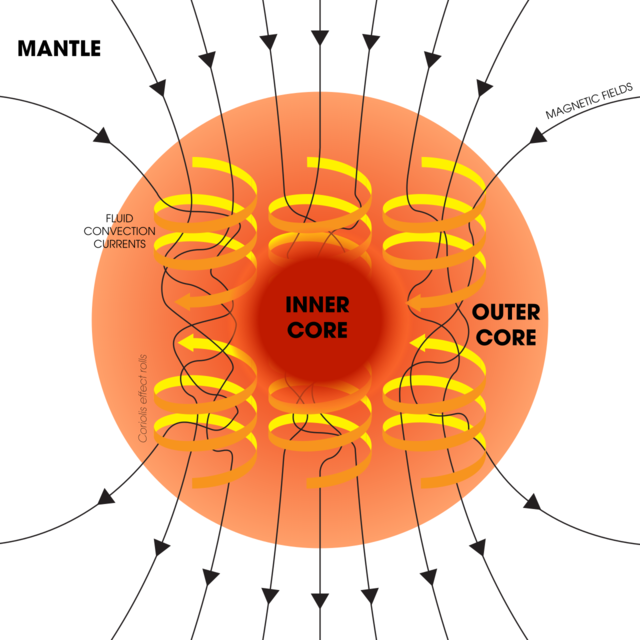 MANTLE
MAGNETIC FIELDS
FLUID
CONVECTION
CURRENTS
INNER
CORE
OUTER
CORE
Coriolis effect rolls